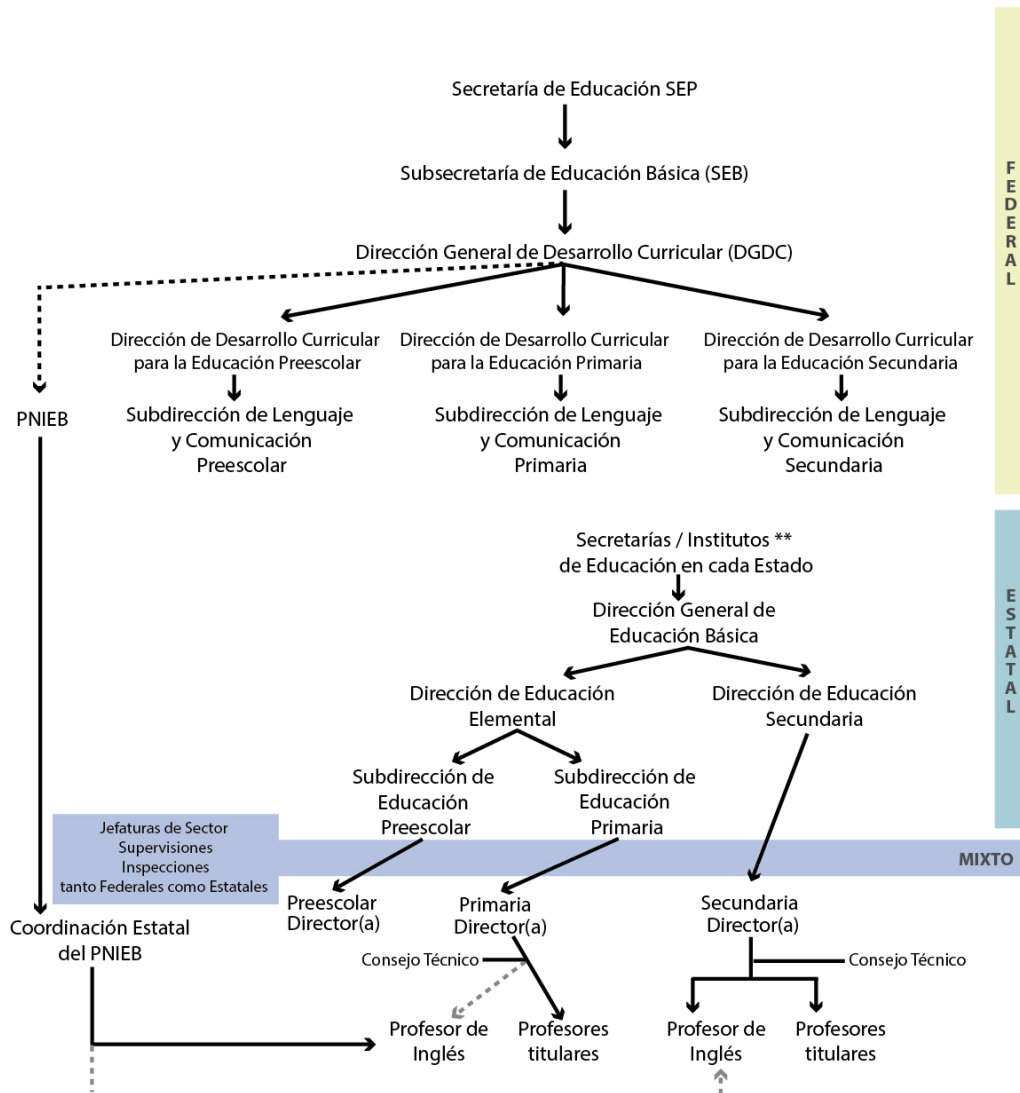 Secretaría de Educación SEP
Subsecretaría de Educación Básica (SEB)
Dirección General de Desarrollo Curricular (DGDC)
Dirección de Desarrollo Curricular
para la Educación Preescolar
Dirección de Desarrollo Curricular
para la Educación Primaria
Dirección de Desarrollo Curricular
para la Educación Secundaria
PNIEB
Subdirección de Lenguaje
y Comunicación
Preescolar
Subdirección de Lenguaje
y Comunicación
Primaria
Subdirección de Lenguaje
y Comunicación
Secundaria
FEDERAL
Secretarías / Institutos **
de Educación en cada Estado
Dirección General de
Educación Básica
Dirección de Educación
Elemental
Dirección de Educación
Secundaria
Subdirección de
Educación
Preescolar
Subdirección de
Educación
Primaria
ESTATAL
Jefaturas de Sector
Supervisiones
Inspecciones
tanto Federales como Estatales
MIXTO
Coordinación Estatal
del PNIEB
Preescolar
Director(a)
Primaria
Director(a)
Secundaria
Director(a)
Consejo Técnico
Consejo Técnico
Profesor de
Inglés
Profesores
titulares
Profesor de
Inglés
Profesores
titulares